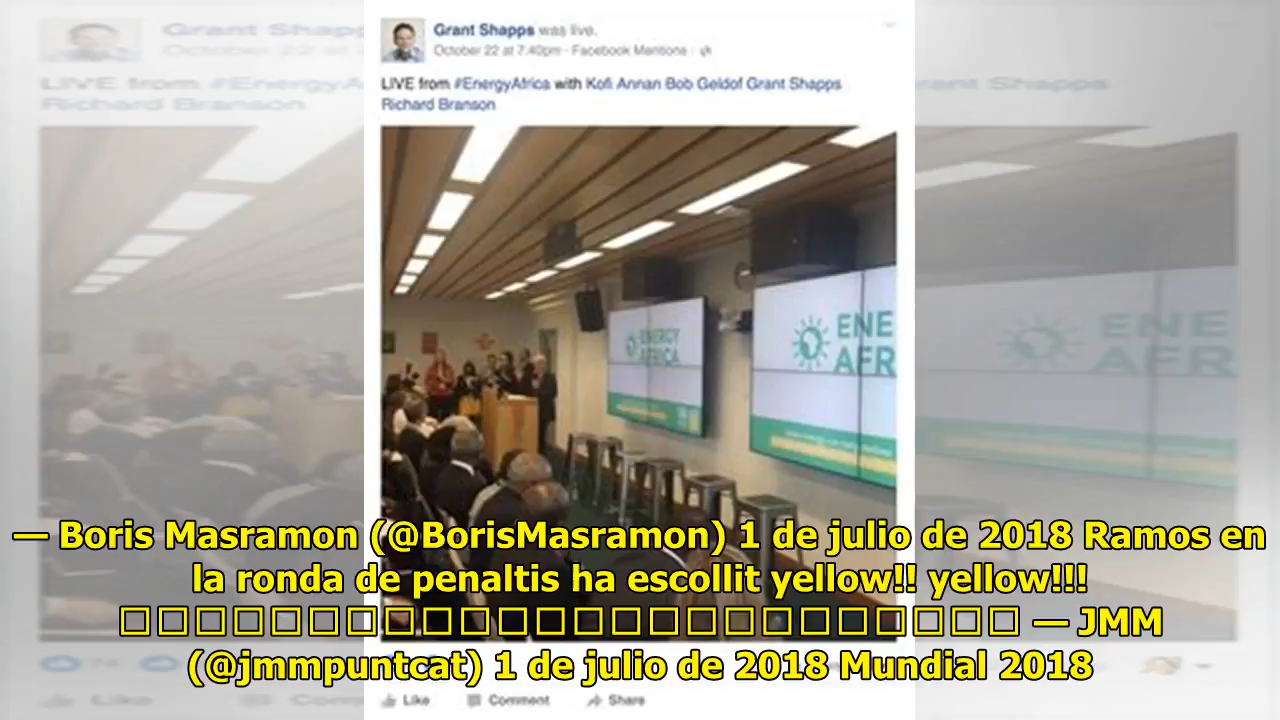 Grant Shapps was live.
October 22 at 7:40pm · Facebook Mentions ·
LIVE from #EnergyAfrica with Kofi Annan Bob Geldof Grant Shapps
Richard Branson
ENERGY
AFRICA
ENE
AFR
— Boris Masramon (@BorisMasramon) 1 de julio de 2018 Ramos en
la ronda de penaltis ha escollit yellow!! yellow!!!
— JMM
(@jmmpuntcat) 1 de julio de 2018 Mundial 2018
Like Comment Share